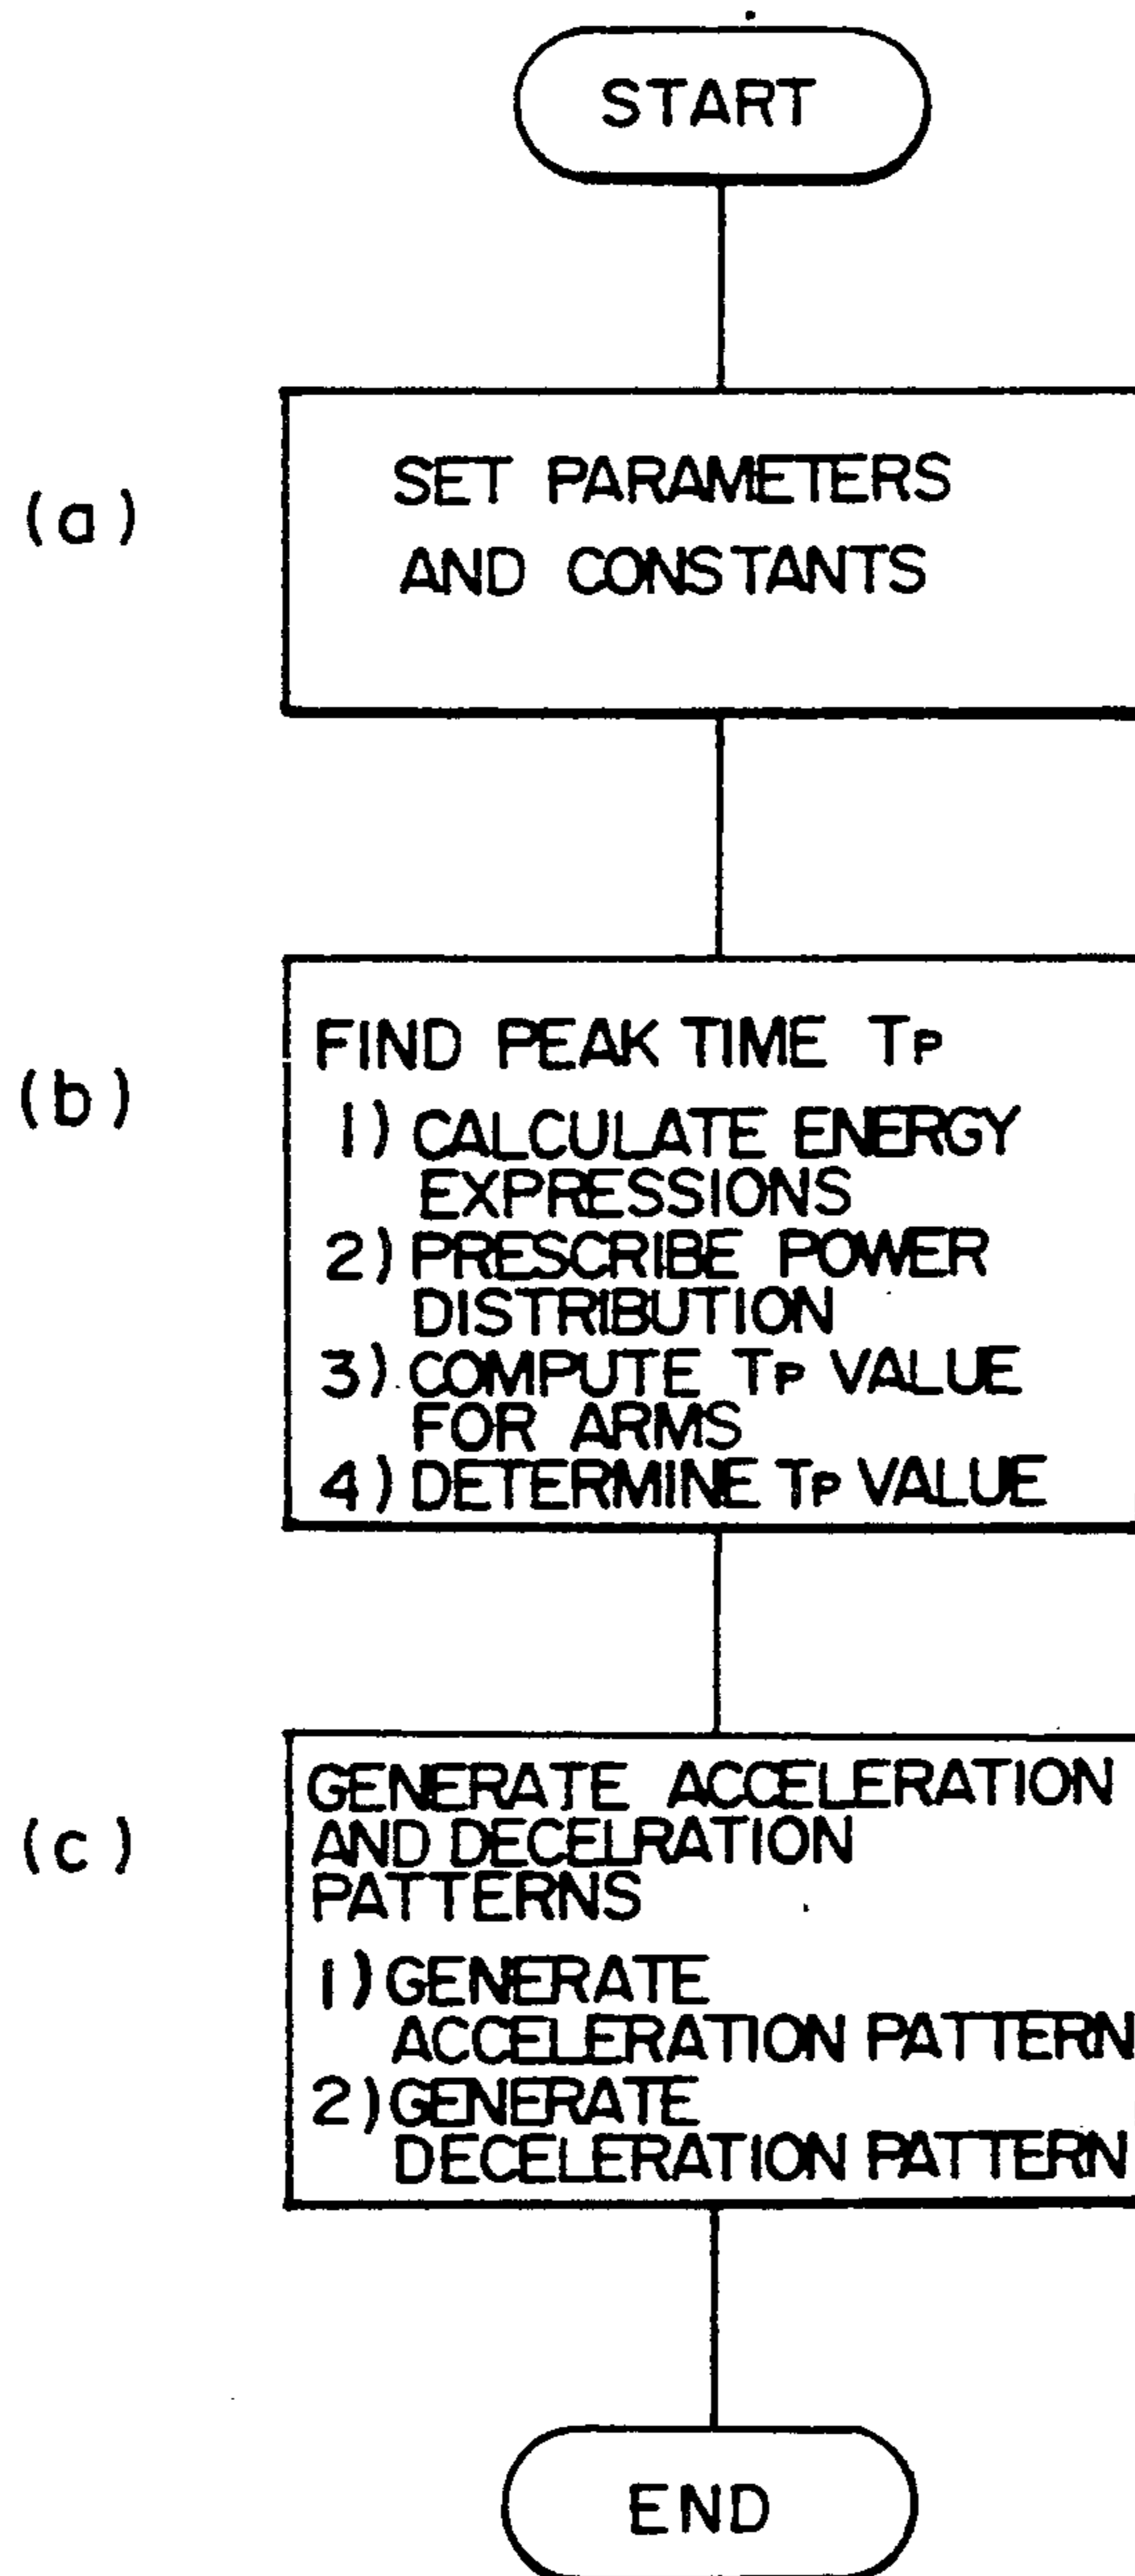 START
(a)
SET PARAMETERS
AND CONSTANTS
(b)
FIND PEAK TIME TP
1) CALCULATE ENERGY
EXPRESSIONS
2) PRESCRIBE POWER
DISTRIBUTION
3) COMPUTE TP VALUE
FOR ARMS
4) DETERMINE TP VALUE
(c)
GENERATE ACCELERATION
AND DECELRATION
PATTERNS
1) GENERATE
ACCELERATION PATTERN
2) GENERATE
DECELERATION PATTERN
END